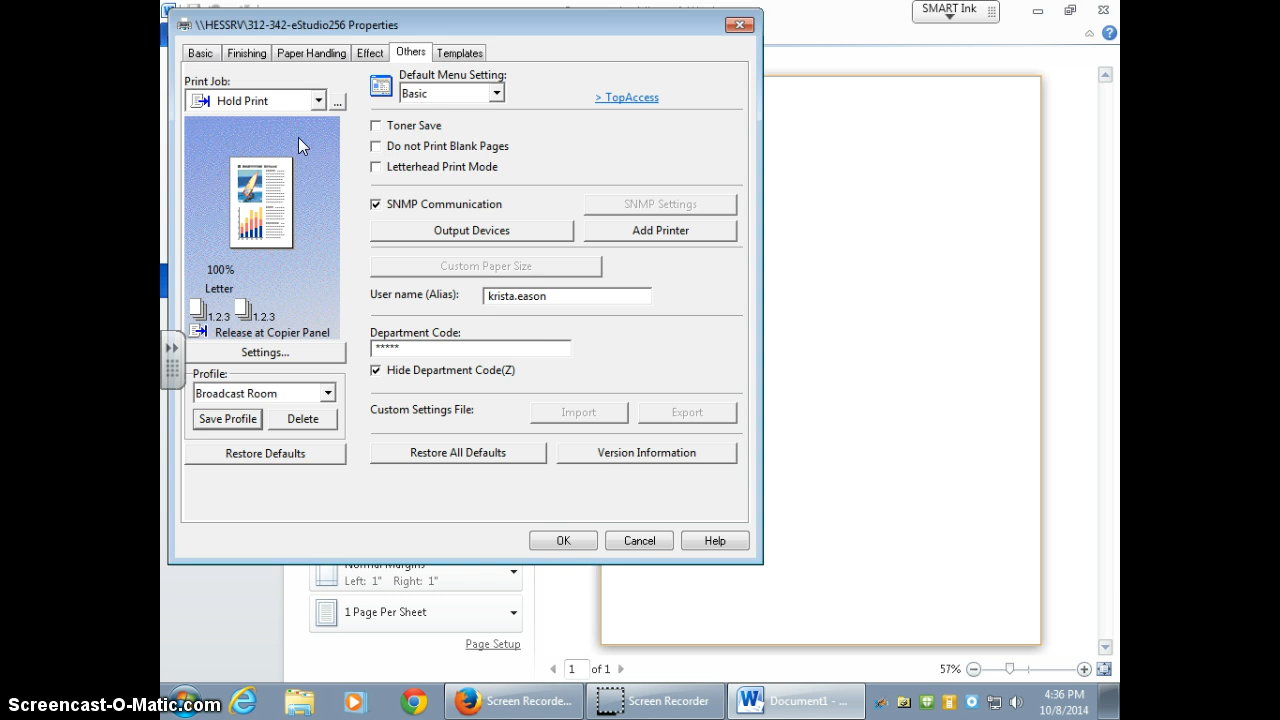 \\HESSRV\312-342-eStudio256 Properties
SMART Ink
Basic
Finishing
Paper Handling
Effect
Others
Templates
Print Job:
Hold Print
...
Default Menu Setting:
Basic
> TopAccess
Toner Save
Do not Print Blank Pages
Letterhead Print Mode
SNMP Communication
SNMP Settings
Output Devices
Add Printer
Custom Paper Size
100%
Letter
1.2.3
1.2.3
Release at Copier Panel
User name (Alias):
krista.eason
Department Code:
*****
Hide Department Code(Z)
Settings...
Profile:
Broadcast Room
Save Profile
Delete
Custom Settings File:
Import
Export
Restore Defaults
Restore All Defaults
Version Information
OK
Cancel
Help
Normal Margins
Left: 1" Right: 1"
1 Page Per Sheet
Page Setup
1 of 1
57%
Screencast-O-Matic.com
Screen Recorde...
Screen Recorder
Document1 - ...
4:36 PM
10/8/2014